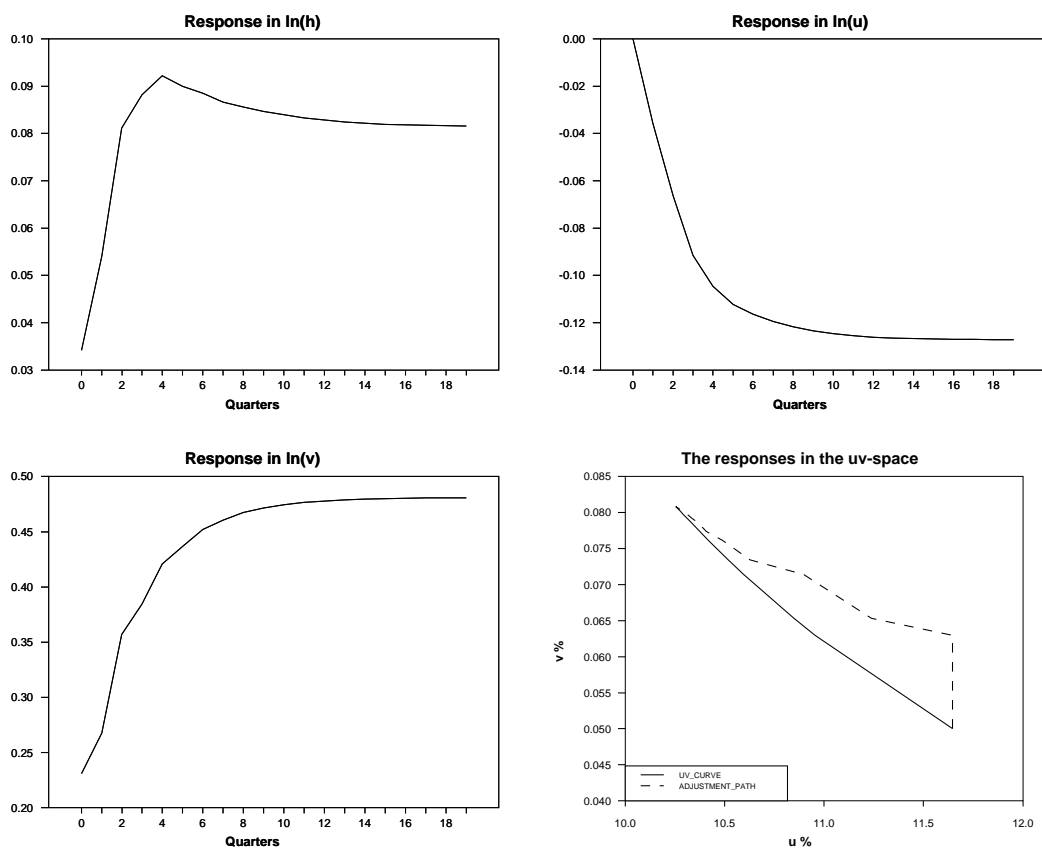 Response in ln(h)
0.10
0.09
0.08
0.07
0.06
0.05
0.04
0.03
0 2 4 6 8 10 12 14 16 18
Quarters
Response in ln(u)
0.00
-0.02
-0.04
-0.06
-0.08
-0.10
-0.12
-0.14
0 2 4 6 8 10 12 14 16 18
Quarters
Response in ln(v)
0.50
0.45
0.40
0.35
0.30
0.25
0.20
0 2 4 6 8 10 12 14 16 18
Quarters
The responses in the uv-space
v %
0.085
0.080
0.075
0.070
0.065
0.060
0.055
0.050
0.045
0.040
UV_CURVE
ADJUSTMENT_PATH
10.0 10.5 11.0 11.5 12.0
u %